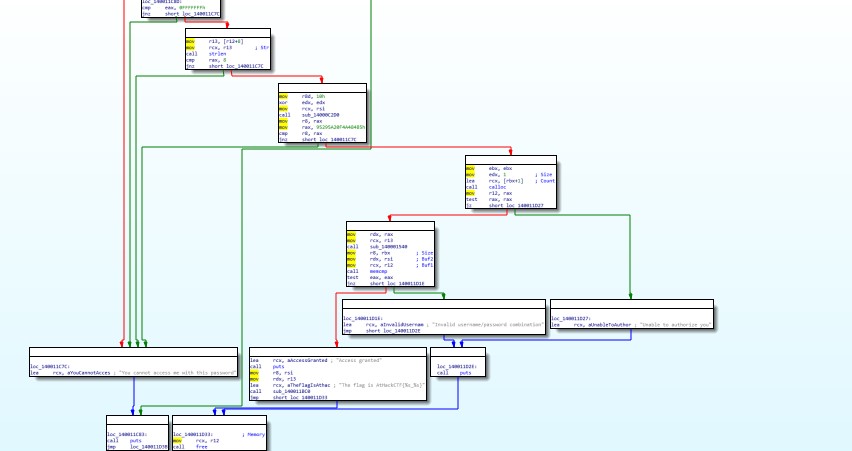 loc_140011C8D:
cmp eax, 0FFFFFFFFh
jnz short loc_140011C7C
mov r13, [r12+8]
mov rcx, r13 ; Str
call strlen
cmp rax, 8
jnz short loc_140011C7C
mov r8d, 10h
xor edx, edx
mov rcx, rsi
call sub_14000C2D0
mov r8, rax
mov rax,
cmp r8, rax
jnz short loc_140011C7C
mov ebx, ebx
mov edx, 1 ; Size
lea rcx, [rbx+1] ; Count
call calloc
mov r12, rax
test rax, rax
short loc_140011D27
mov rdx, rax
mov rcx, r13
call sub_140001540
mov r8, rbx ; Size
mov rdx, rsi ; Buf2
mov rcx, r12 ; Buf1
call memcmp
test eax, eax
jnz short loc_140011D1E
loc_140011D1E:
lea rcx, aInvalidUsernam ; "Invalid username/password combination"
jmp short loc_140011D2E
loc_140011D27:
lea rcx, aUnableToAuthor ; "Unable to authorize you"
loc_140011C7C:
lea rcx, aYouCannotAcces ; "You cannot access me with this password"
lea rcx, aAccessGranted ; "Access granted"
call puts
mov r8, rsi
mov rdx, r13
lea rcx, aTheFlagIsAthac ; "The flag is AtHackCTF{%s_%s}"
call sub_1400118C0
jmp short loc_140011D33
loc_140011D2E:
call puts
loc_140011C83:
call puts
jmp loc_140011D3B
loc_140011D33: ; Memory
mov rcx, r12
call free